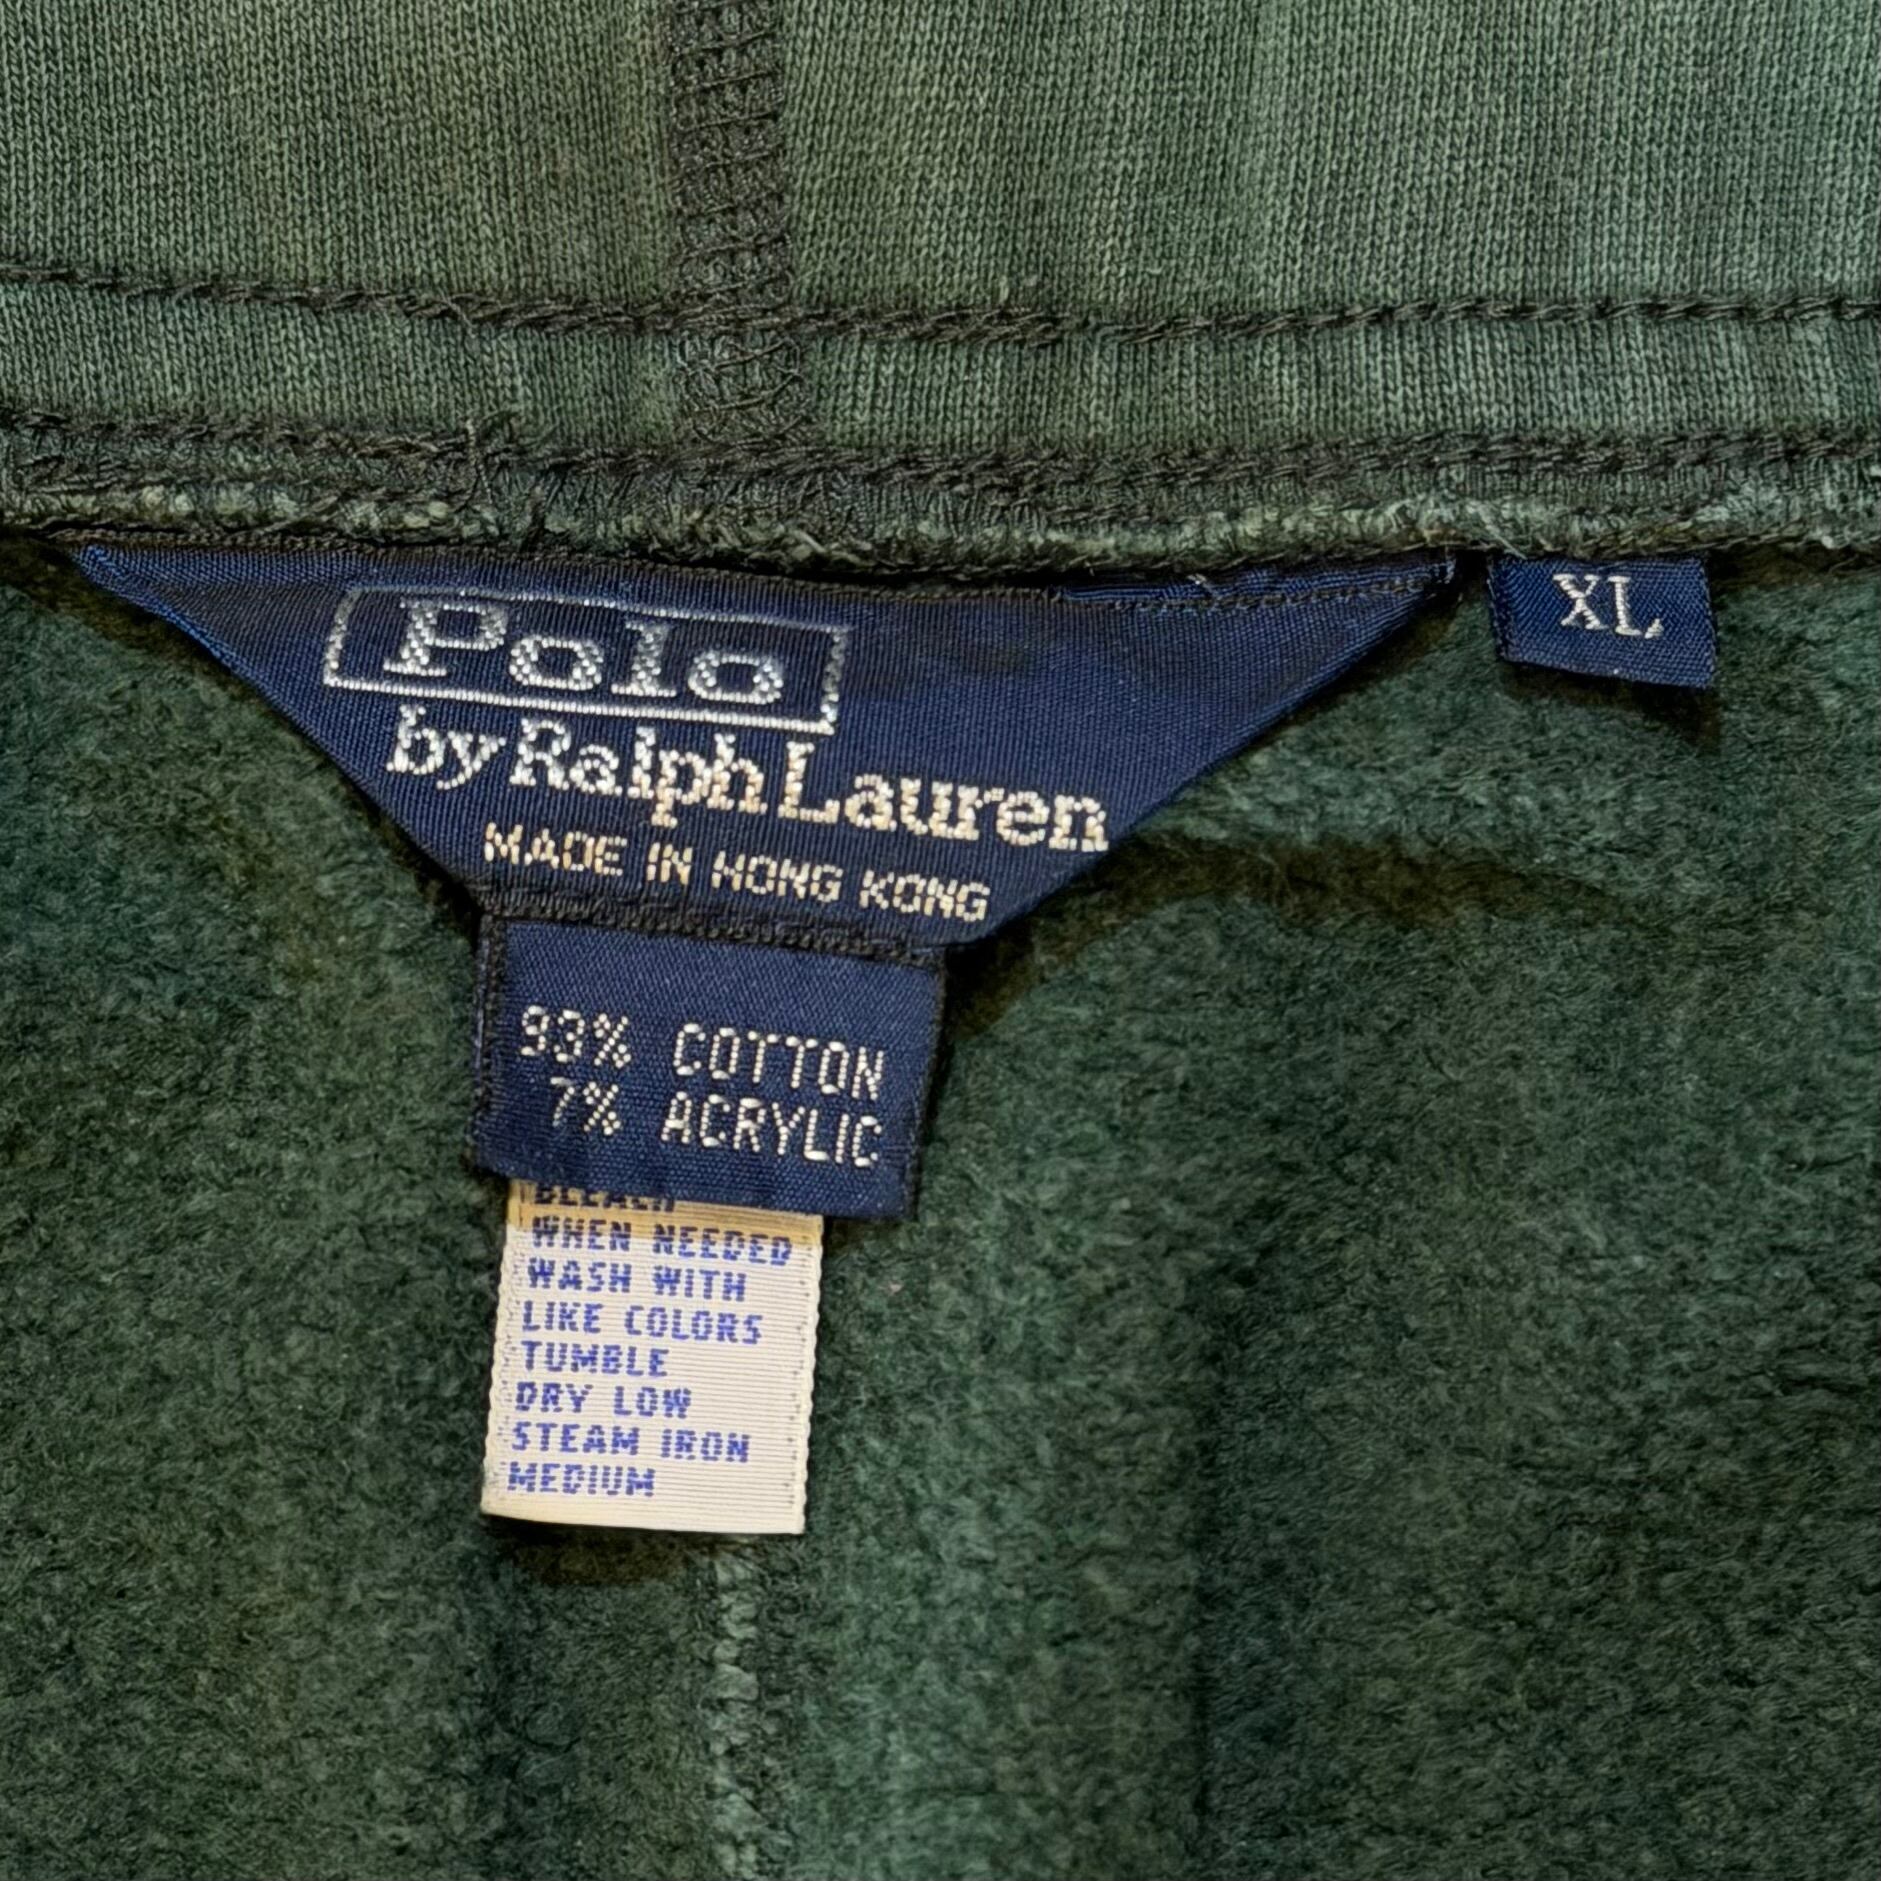 Polo
by Ralph Lauren
MADE IN HONG KONG
XL
93% COTTON
7% ACRYLIC
BLEACH
WHEN NEEDED
WASH WITH
LIKE COLORS
TUMBLE
DRY LOW
STEAM IRON
MEDIUM